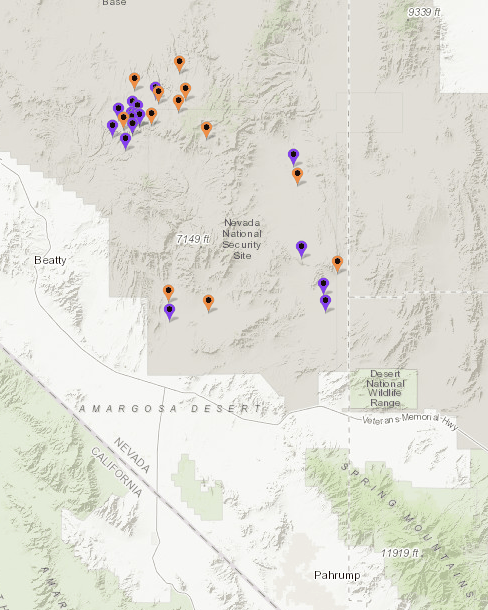 Base
9339 ft
Nevada
National
Security
Site
7149 ft
Beatty
Desert
National
Wildlife
Range
AMARGOSA DESERT
Veterans-Memorial-Hwy
NEVADA
CALIFORNIA
SPRING MOUNTAINS
11919 ft
Pahrump
AMAR